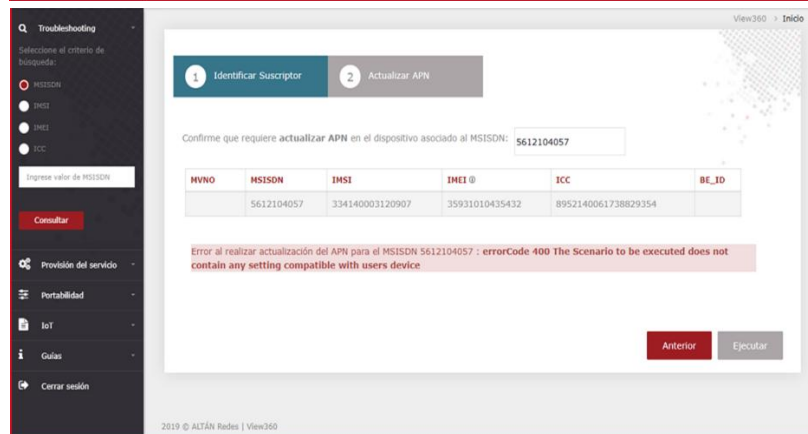 View360 > Inicio
Troubleshooting
Seleccione el criterio de
búsqueda:
MSISDN
IMSI
IMEI
ICC
Ingrese valor de MSISDN
Consultar
Provisión del servicio
Portabilidad
IoT
Guías
Cerrar sesión
1 Identificar Suscriptor
2 Actualizar APN
Confirme que requiere actualizar APN en el dispositivo asociado al MSISDN: 5612104057
MVNO MSISDN IMSI IMEI ICC BE_ID
5612104057 334140003120907 35931010435432 8952140061738829354
Error al realizar actualización del APN para el MSISDN 5612104057 : errorCode 400 The Scenario to be executed does not
contain any setting compatible with users device
Anterior Ejecutar
2019 © ALTÁN Redes | View360